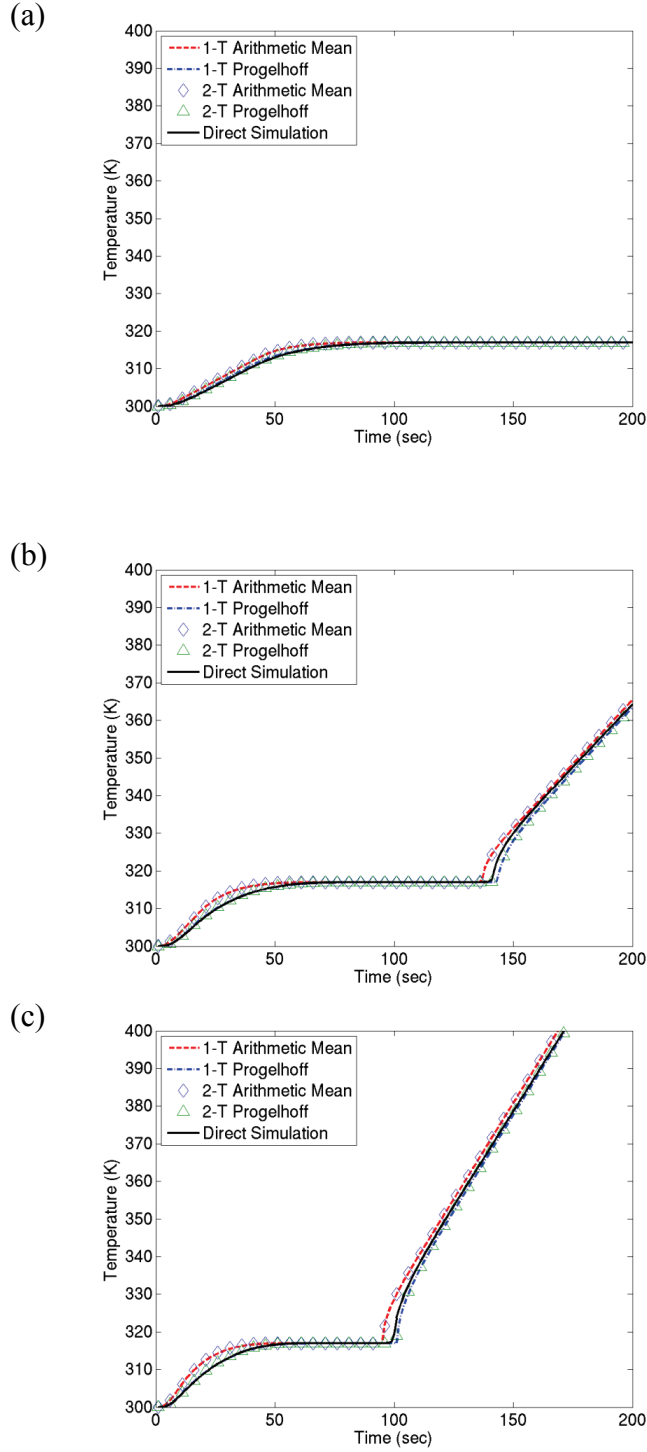 (a)
400
390
380
370
360
350
340
330
320
310
300
Temperature (K)
1-T Arithmetic Mean
1-T Progelhoff
2-T Arithmetic Mean
2-T Progelhoff
Direct Simulation
0
50
100
150
200
Time (sec)
(b)
400
390
380
370
360
350
340
330
320
310
300
Temperature (K)
1-T Arithmetic Mean
1-T Progelhoff
2-T Arithmetic Mean
2-T Progelhoff
Direct Simulation
0
50
100
150
200
Time (sec)
(c)
400
390
380
370
360
350
340
330
320
310
300
Temperature (K)
1-T Arithmetic Mean
1-T Progelhoff
2-T Arithmetic Mean
2-T Progelhoff
Direct Simulation
0
50
100
150
200
Time (sec)